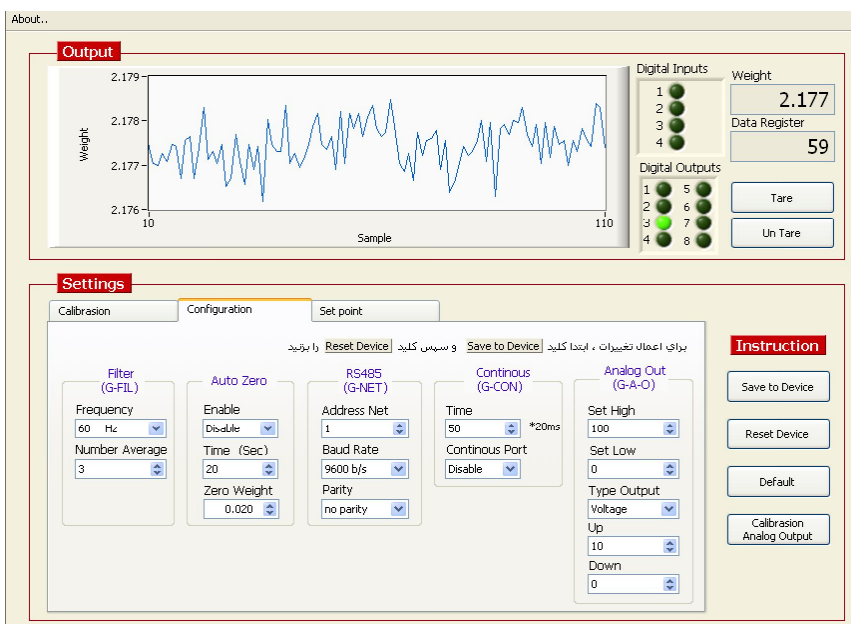 About..
Output
2.179
2.178
2.177
2.176
Weight
10
110
Sample
Digital Inputs
1
2
3
4
Digital Outputs
1 5
2 6
3 7
4 8
Weight
2.177
Data Register
59
Tare
Un Tare
Settings
Calibrasion
Configuration
Set point
براي اعمال تغييرات ، ابتدا کليد Save to Device و سپس کليد Reset Device را بزنيد
Filter
(G-FIL)
Frequency
60 Hz
Number Average
3
Auto Zero
Enable
Disable
Time (Sec)
20
Zero Weight
0.020
RS485
(G-NET)
Address Net
1
Baud Rate
9600 b/s
Parity
no parity
Continous
(G-CON)
Time
50 *20ms
Continous Port
Disable
Analog Out
(G-A-O)
Set High
100
Set Low
0
Type Output
Voltage
Up
10
Down
0
Instruction
Save to Device
Reset Device
Default
Calibrasion
Analog Output